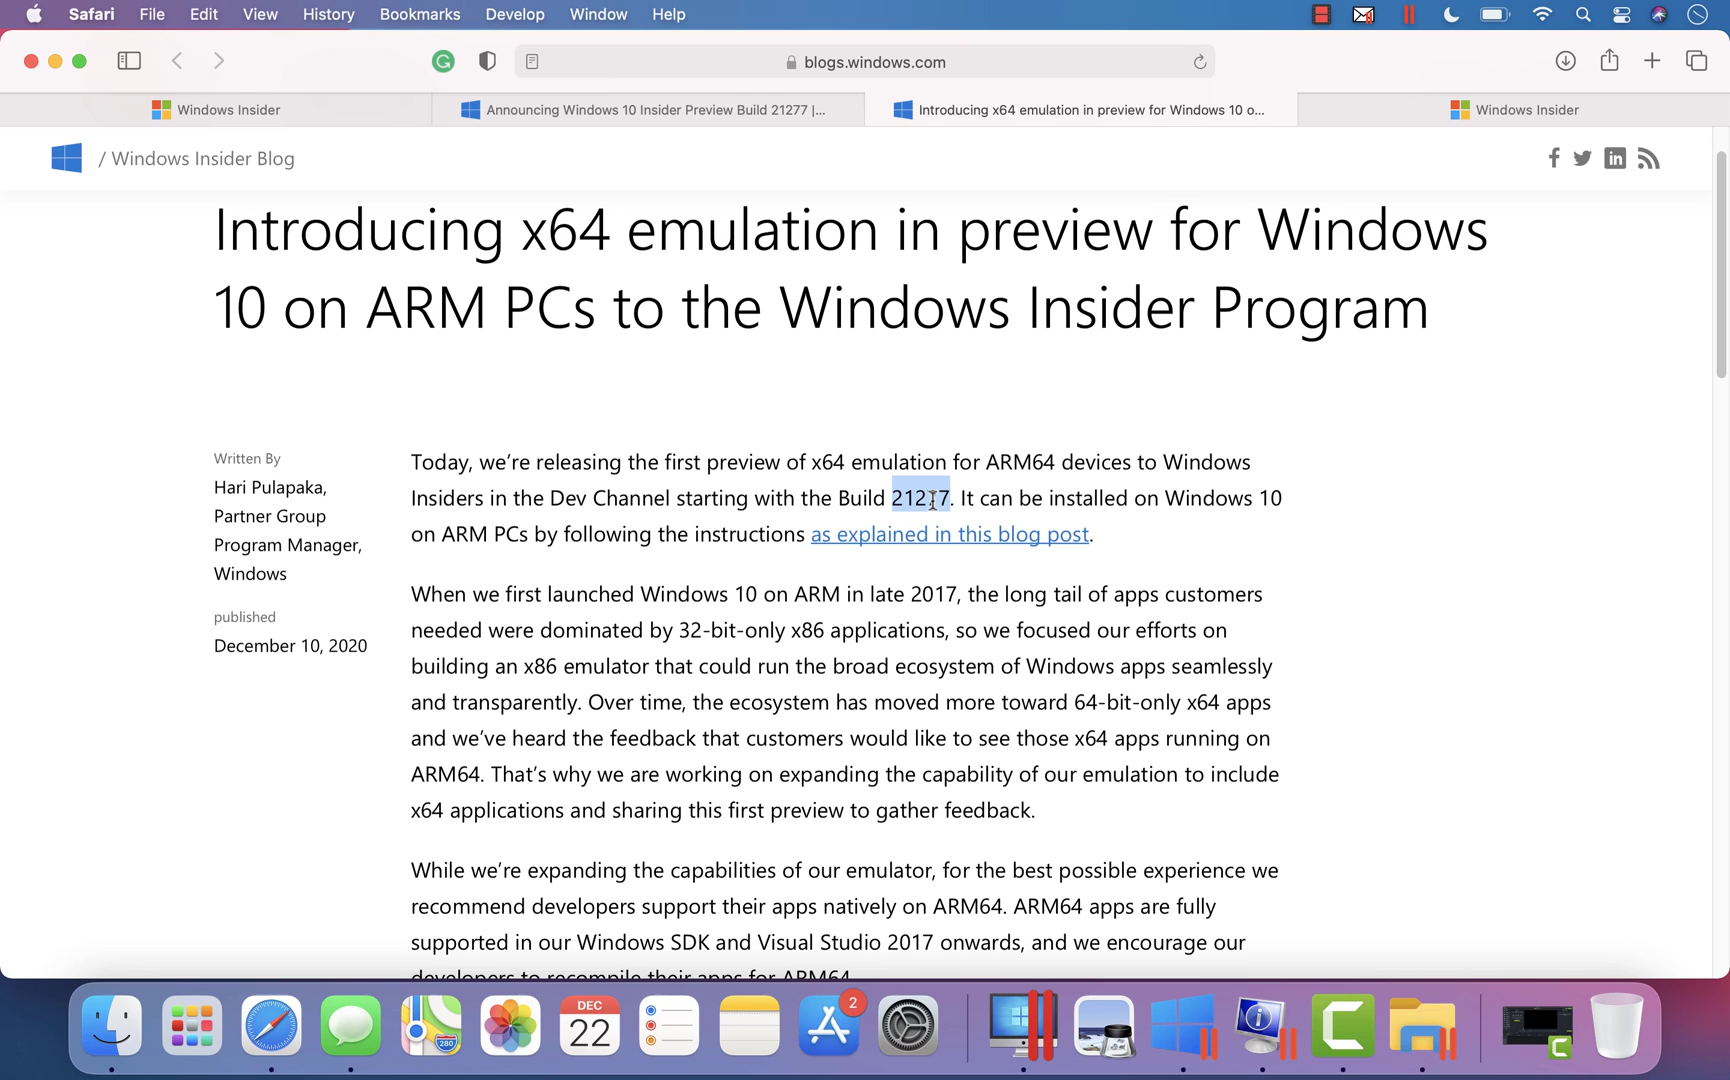 Safari File Edit View History Bookmarks Develop Window Help
blogs.windows.com
Windows Insider
Announcing Windows 10 Insider Preview Build 21277 |...
Introducing x64 emulation in preview for Windows 10 o...
Windows Insider
/ Windows Insider Blog
Introducing x64 emulation in preview for Windows
10 on ARM PCs to the Windows Insider Program
Written By
Hari Pulapaka,
Partner Group
Program Manager,
Windows
published
December 10, 2020
Today, we’re releasing the first preview of x64 emulation for ARM64 devices to Windows
Insiders in the Dev Channel starting with the Build 21277. It can be installed on Windows 10
on ARM PCs by following the instructions as explained in this blog post.
When we first launched Windows 10 on ARM in late 2017, the long tail of apps customers
needed were dominated by 32-bit-only x86 applications, so we focused our efforts on
building an x86 emulator that could run the broad ecosystem of Windows apps seamlessly
and transparently. Over time, the ecosystem has moved more toward 64-bit-only x64 apps
and we’ve heard the feedback that customers would like to see those x64 apps running on
ARM64. That’s why we are working on expanding the capability of our emulation to include
x64 applications and sharing this first preview to gather feedback.
While we’re expanding the capabilities of our emulator, for the best possible experience we
recommend developers support their apps natively on ARM64. ARM64 apps are fully
supported in our Windows SDK and Visual Studio 2017 onwards, and we encourage our
developers to recompile their apps for ARM64.
280
DEC
22
2